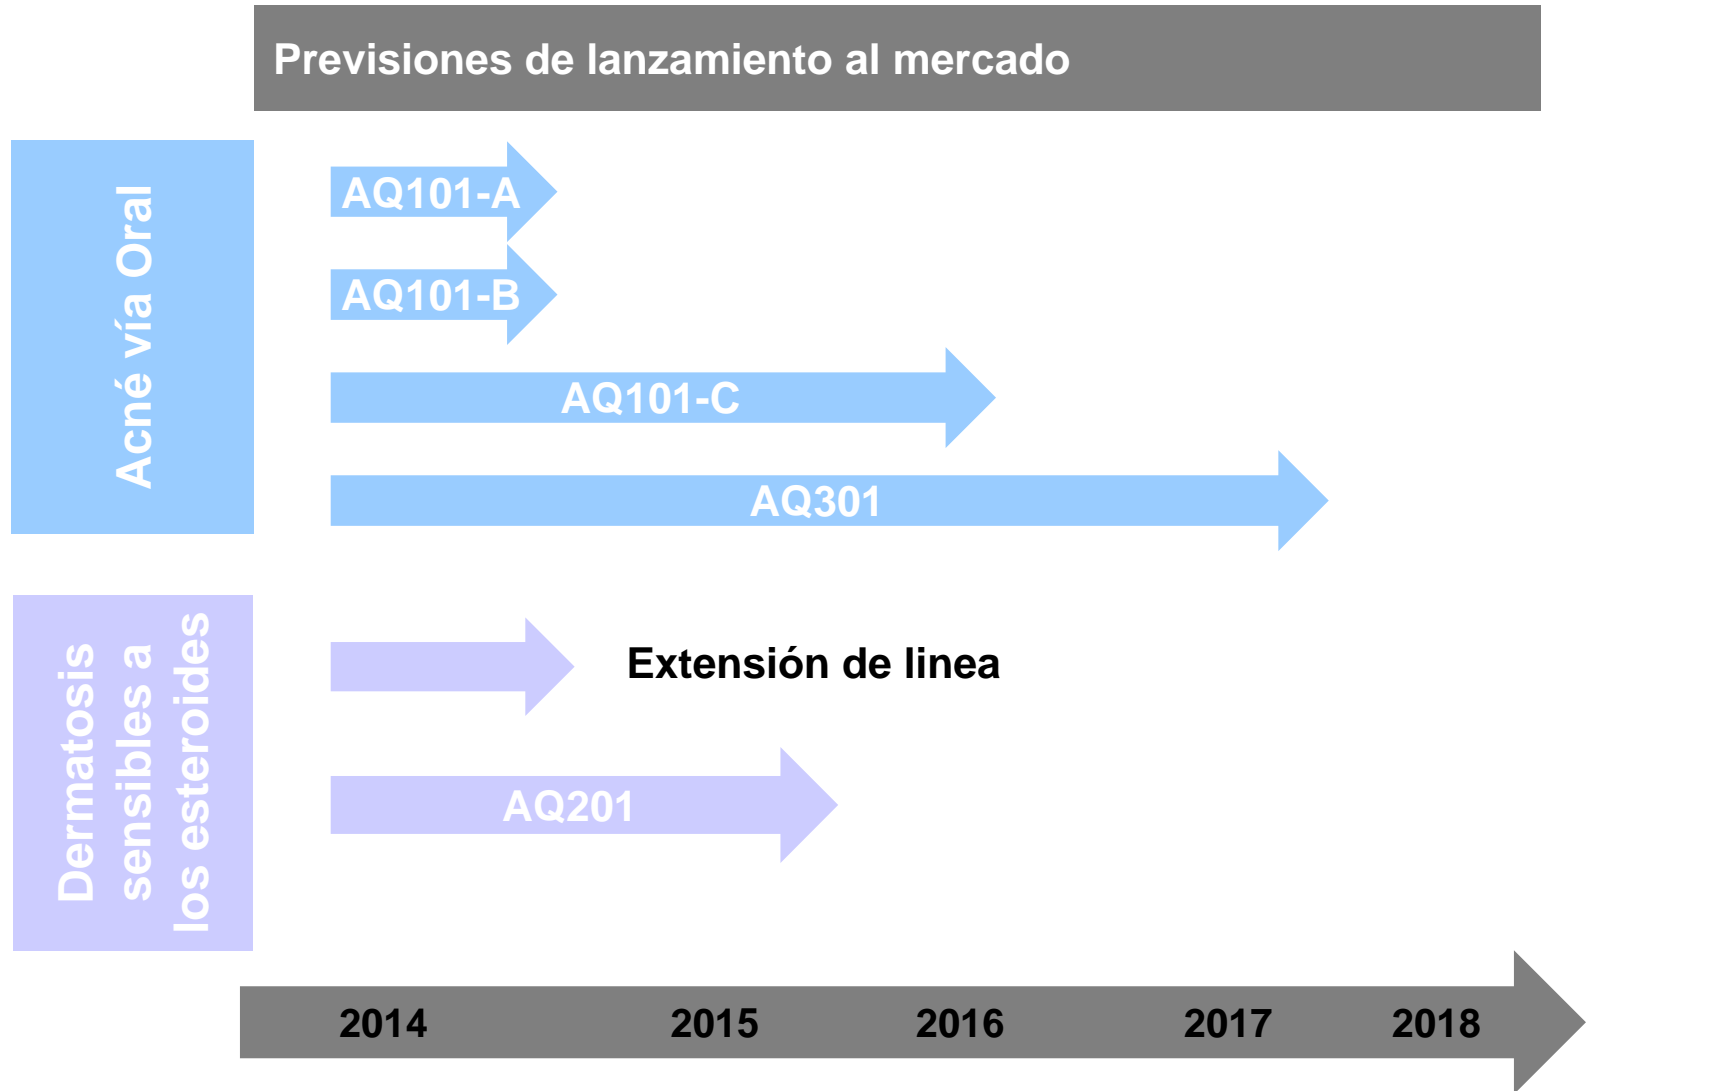 Previsiones de lanzamiento al mercado
Acné vía Oral
AQ101-A
AQ101-B
AQ101-C
AQ301
Dermatosis
sensibles a
los esteroides
Extensión de linea
AQ201
2014 2015 2016 2017 2018